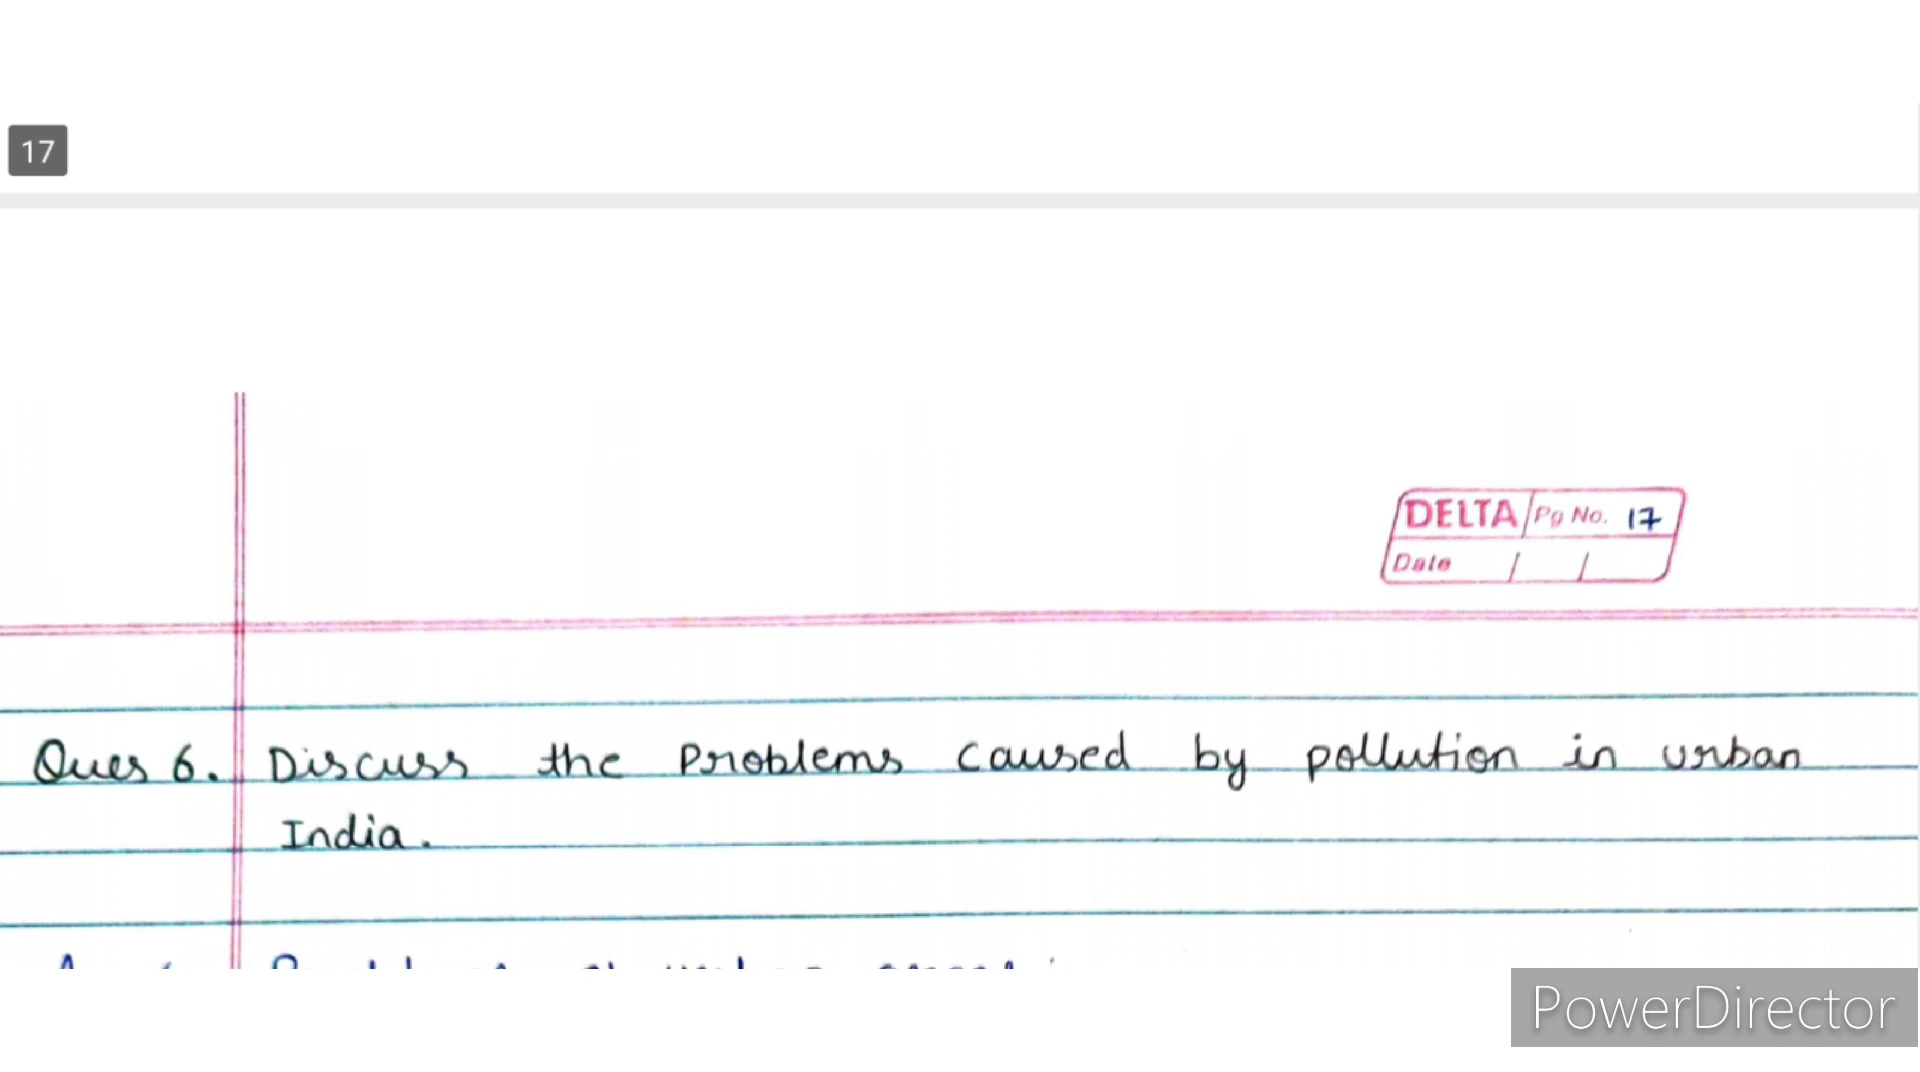 17
DELTA Pg No. 17
Date / /
Ques 6. Discuss the Problems caused by pollution in urban
India.
PowerDirector